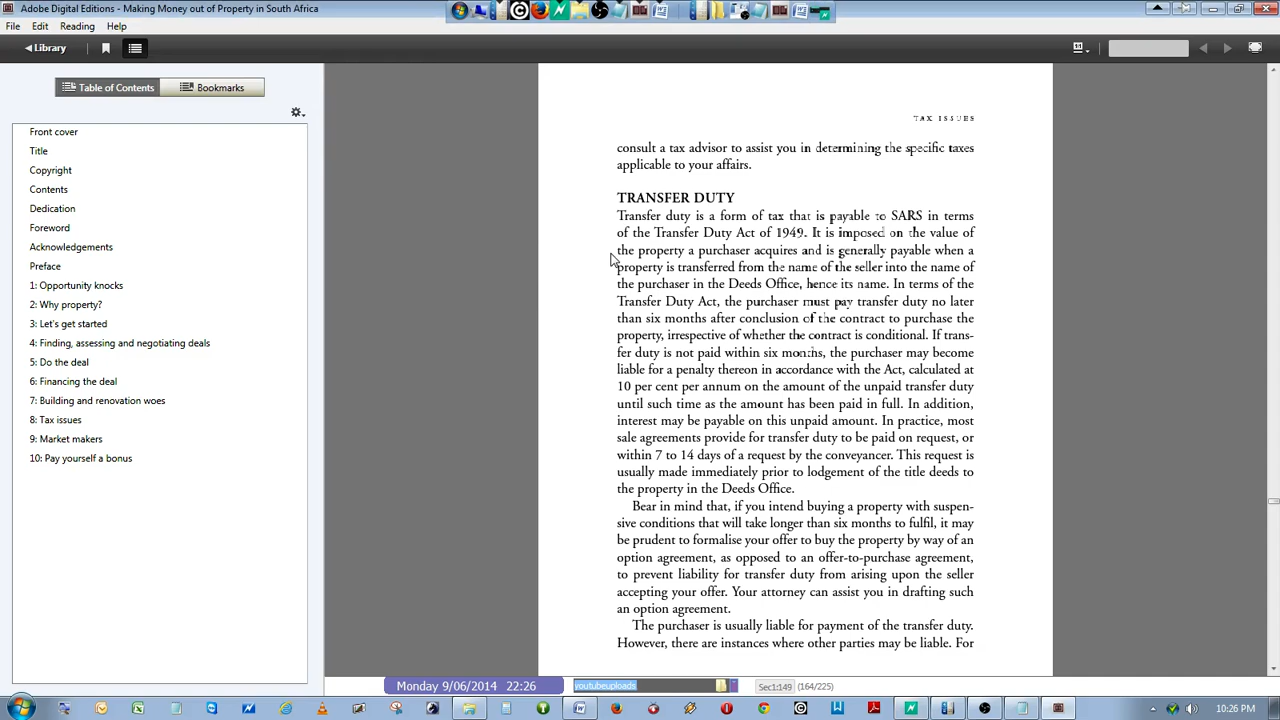 Adobe Digital Editions - Making Money out of Property in South Africa
File Edit Reading Help
Library
Table of Contents
Bookmarks
Front cover
Title
Copyright
Contents
Dedication
Foreword
Acknowledgements
Preface
1: Opportunity knocks
2: Why property?
3: Let's get started
4: Finding, assessing and negotiating deals
5: Do the deal
6: Financing the deal
7: Building and renovation woes
8: Tax issues
9: Market makers
10: Pay yourself a bonus
TAX ISSUES
consult a tax advisor to assist you in determining the specific taxes
applicable to your affairs.
TRANSFER DUTY
Transfer duty is a form of tax that is payable to SARS in terms
of the Transfer Duty Act of 1949. It is imposed on the value of
the property a purchaser acquires and is generally payable when a
property is transferred from the name of the seller into the name of
the purchaser in the Deeds Office, hence its name. In terms of the
Transfer Duty Act, the purchaser must pay transfer duty no later
than six months after conclusion of the contract to purchase the
property, irrespective of whether the contract is conditional. If trans-
fer duty is not paid within six months, the purchaser may become
liable for a penalty thereon in accordance with the Act, calculated at
10 per cent per annum on the amount of the unpaid transfer duty
until such time as the amount has been paid in full. In addition,
interest may be payable on this unpaid amount. In practice, most
sale agreements provide for transfer duty to be paid on request, or
within 7 to 14 days of a request by the conveyancer. This request is
usually made immediately prior to lodgement of the title deeds to
the property in the Deeds Office.
Bear in mind that, if you intend buying a property with suspen-
sive conditions that will take longer than six months to fulfil, it may
be prudent to formalise your offer to buy the property by way of an
option agreement, as opposed to an offer-to-purchase agreement,
to prevent liability for transfer duty from arising upon the seller
accepting your offer. Your attorney can assist you in drafting such
an option agreement.
The purchaser is usually liable for payment of the transfer duty.
However, there are instances where other parties may be liable. For
Monday 9/06/2014 22:26
youtubeuploads
Sec1:149 (164/225)
10:26 PM